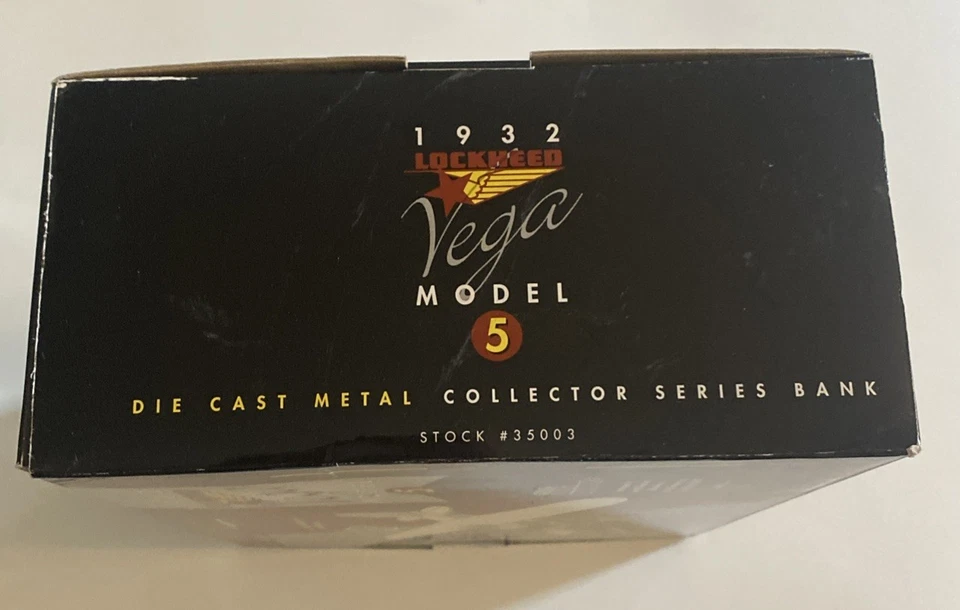 1932
LOCKHEED
Vega
MODEL
5
DIE CAST METAL COLLECTOR SERIES BANK
STOCK #35003